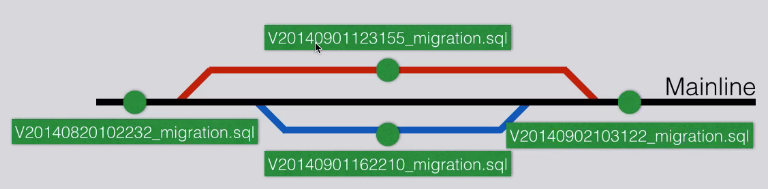 V20140901123155_migration.sql
Mainline
V20140820102232_migration.sql
V20140902103122_migration.sql
V20140901162210_migration.sql